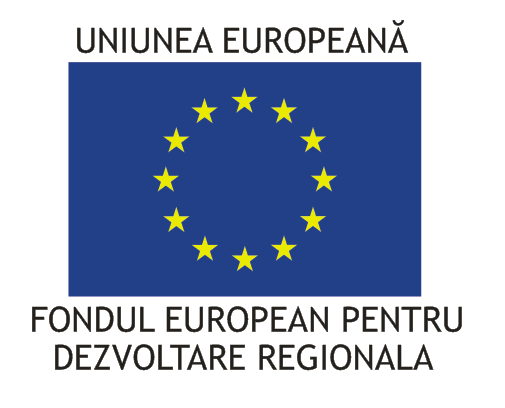 UNIUNEA EUROPEANĂ
FONDUL EUROPEAN PENTRU
DEZVOLTARE REGIONALA